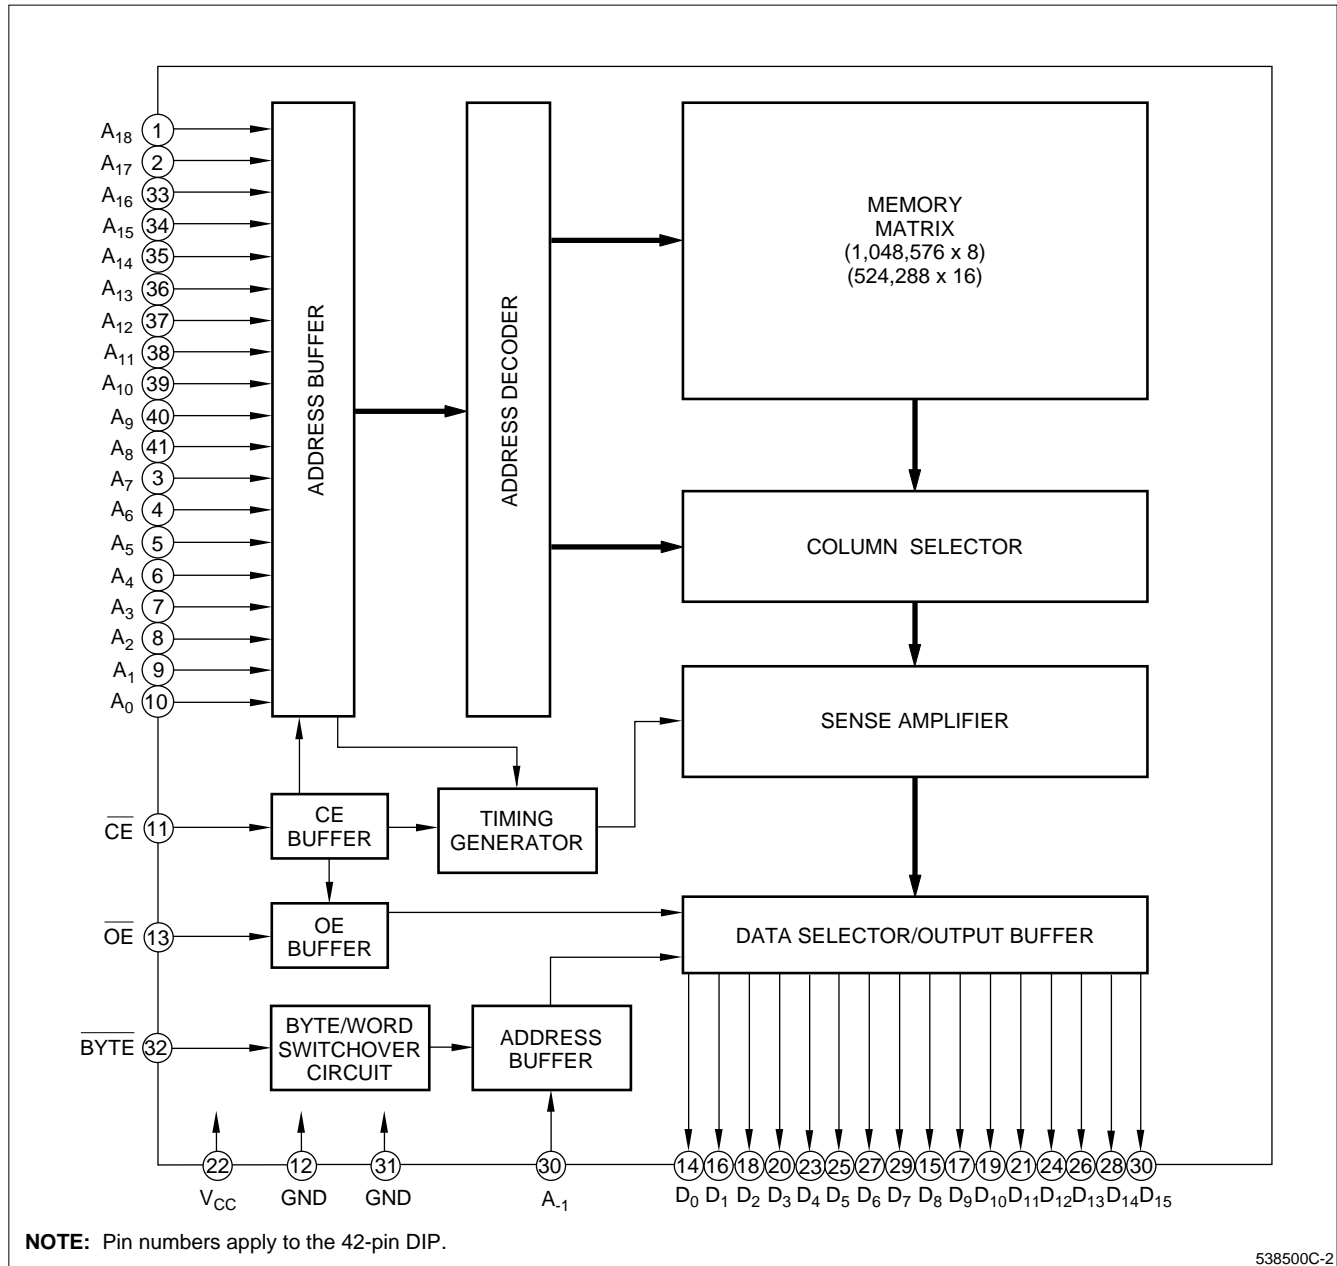 A18 1
A17 2
A16 33
A15 34
A14 35
A13 36
A12 37
A11 38
A10 39
A9 40
A8 41
A7 3
A6 4
A5 5
A4 6
A3 7
A2 8
A1 9
A0 10
ADDRESS BUFFER
ADDRESS DECODER
MEMORY
MATRIX
(1,048,576 x 8)
(524,288 x 16)
COLUMN SELECTOR
SENSE AMPLIFIER
CE 11
CE
BUFFER
TIMING
GENERATOR
OE 13
OE
BUFFER
DATA SELECTOR/OUTPUT BUFFER
BYTE 32
BYTE/WORD
SWITCHOVER
CIRCUIT
ADDRESS
BUFFER
22 12 31 30 14 16 18 20 23 25 27 29 15 17 19 21 24 26 28 30
VCC GND GND A-1 D0 D1 D2 D3 D4 D5 D6 D7 D8 D9 D10 D11 D12 D13 D14 D15
NOTE: Pin numbers apply to the 42-pin DIP.
538500C-2